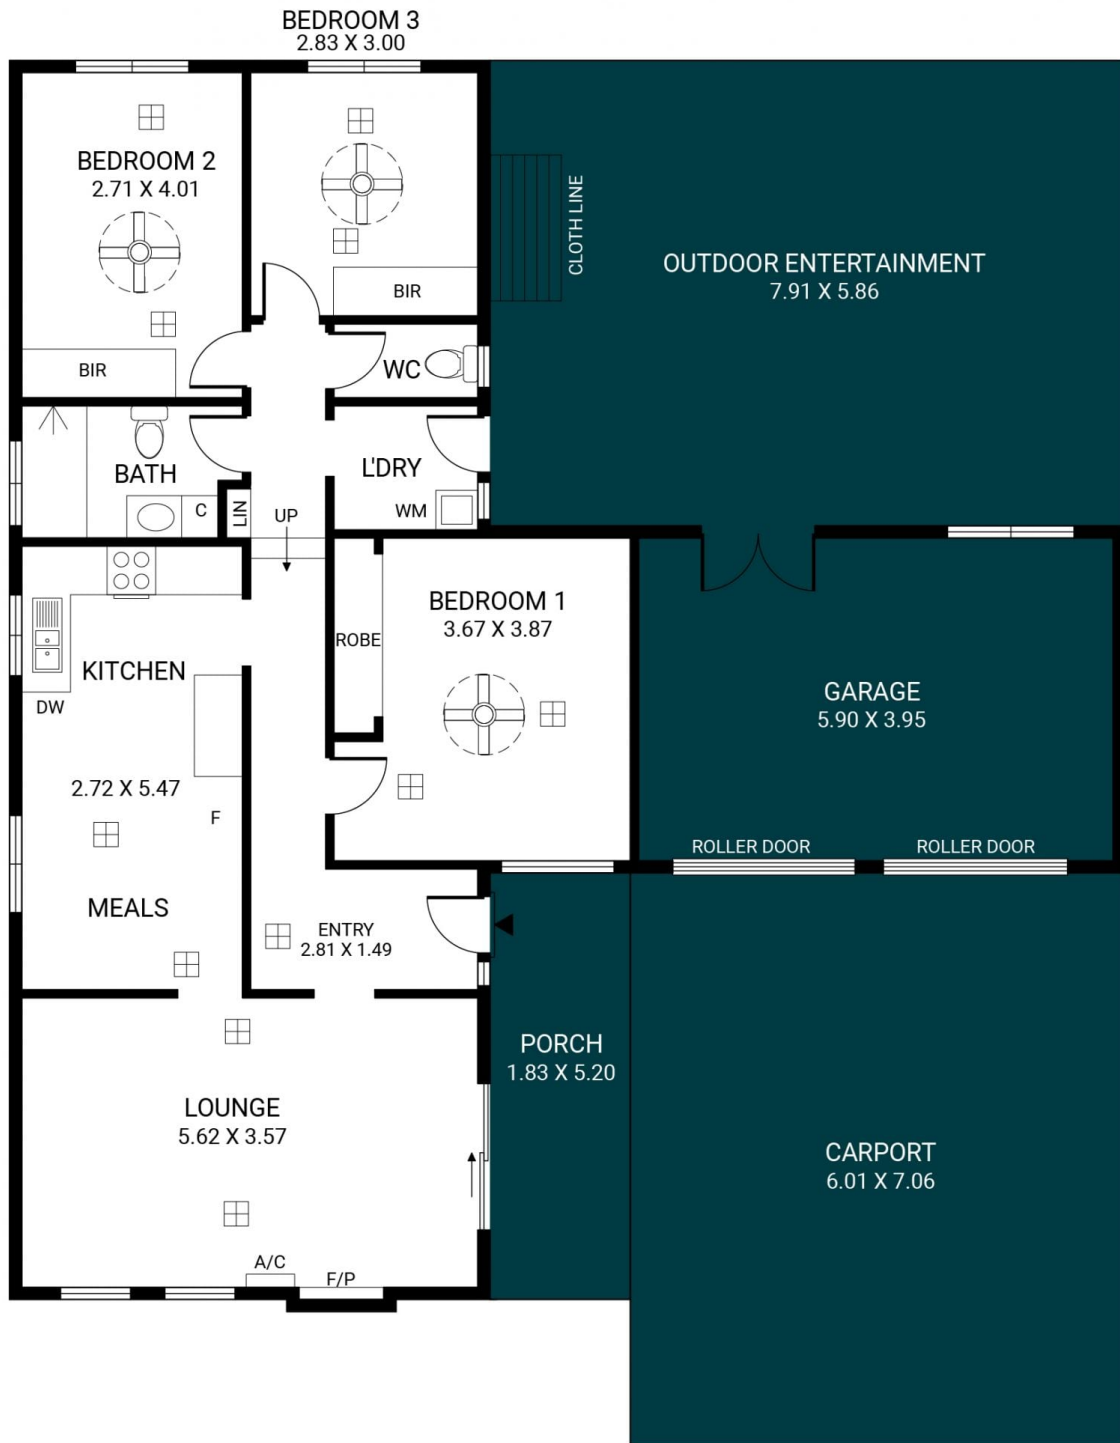 BEDROOM 3
2.83 X 3.00
BEDROOM 2
2.71 X 4.01
CLOTH LINE
OUTDOOR ENTERTAINMENT
7.91 X 5.86
BIR
BIR
WC
BATH
L'DRY
C
LIN
UP
WM
BEDROOM 1
3.67 X 3.87
ROBE
KITCHEN
DW
GARAGE
5.90 X 3.95
2.72 X 5.47
F
ROLLER DOOR
ROLLER DOOR
MEALS
ENTRY
2.81 X 1.49
PORCH
1.83 X 5.20
LOUNGE
5.62 X 3.57
CARPORT
6.01 X 7.06
A/C
F/P